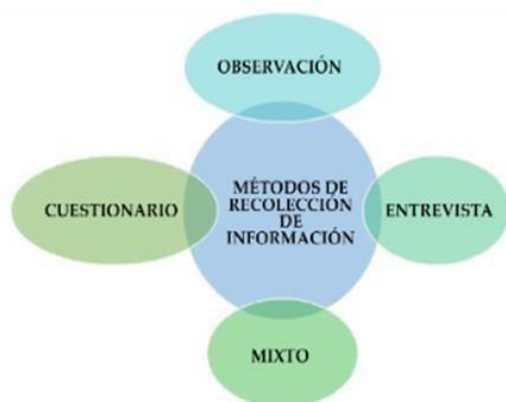 OBSERVACIÓN
CUESTIONARIO
MÉTODOS DE
RECOLECCIÓN
DE
INFORMACIÓN
ENTREVISTA
MIXTO